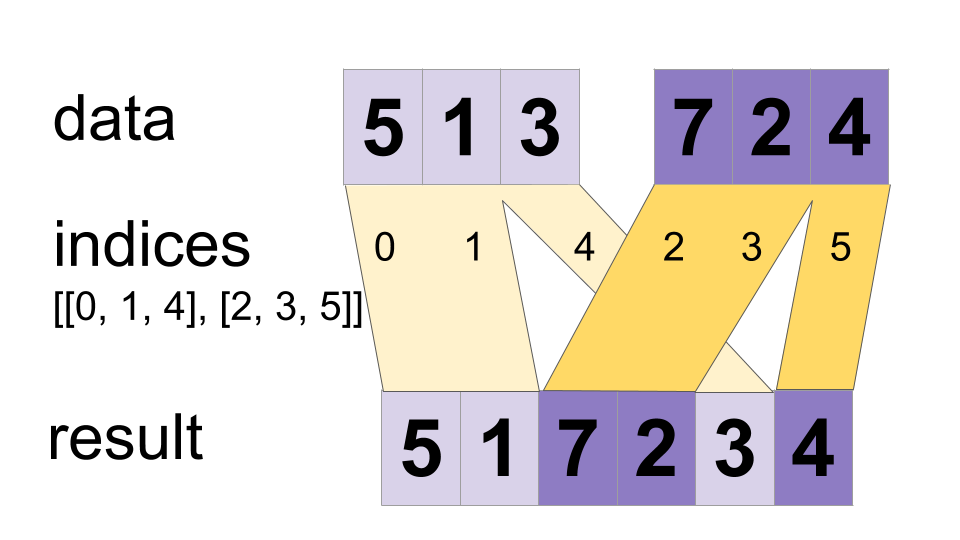 data 5 1 3 7 2 4
indices 0 1 4 2 3 5
[[0, 1, 4], [2, 3, 5]]
result 5 1 7 2 3 4